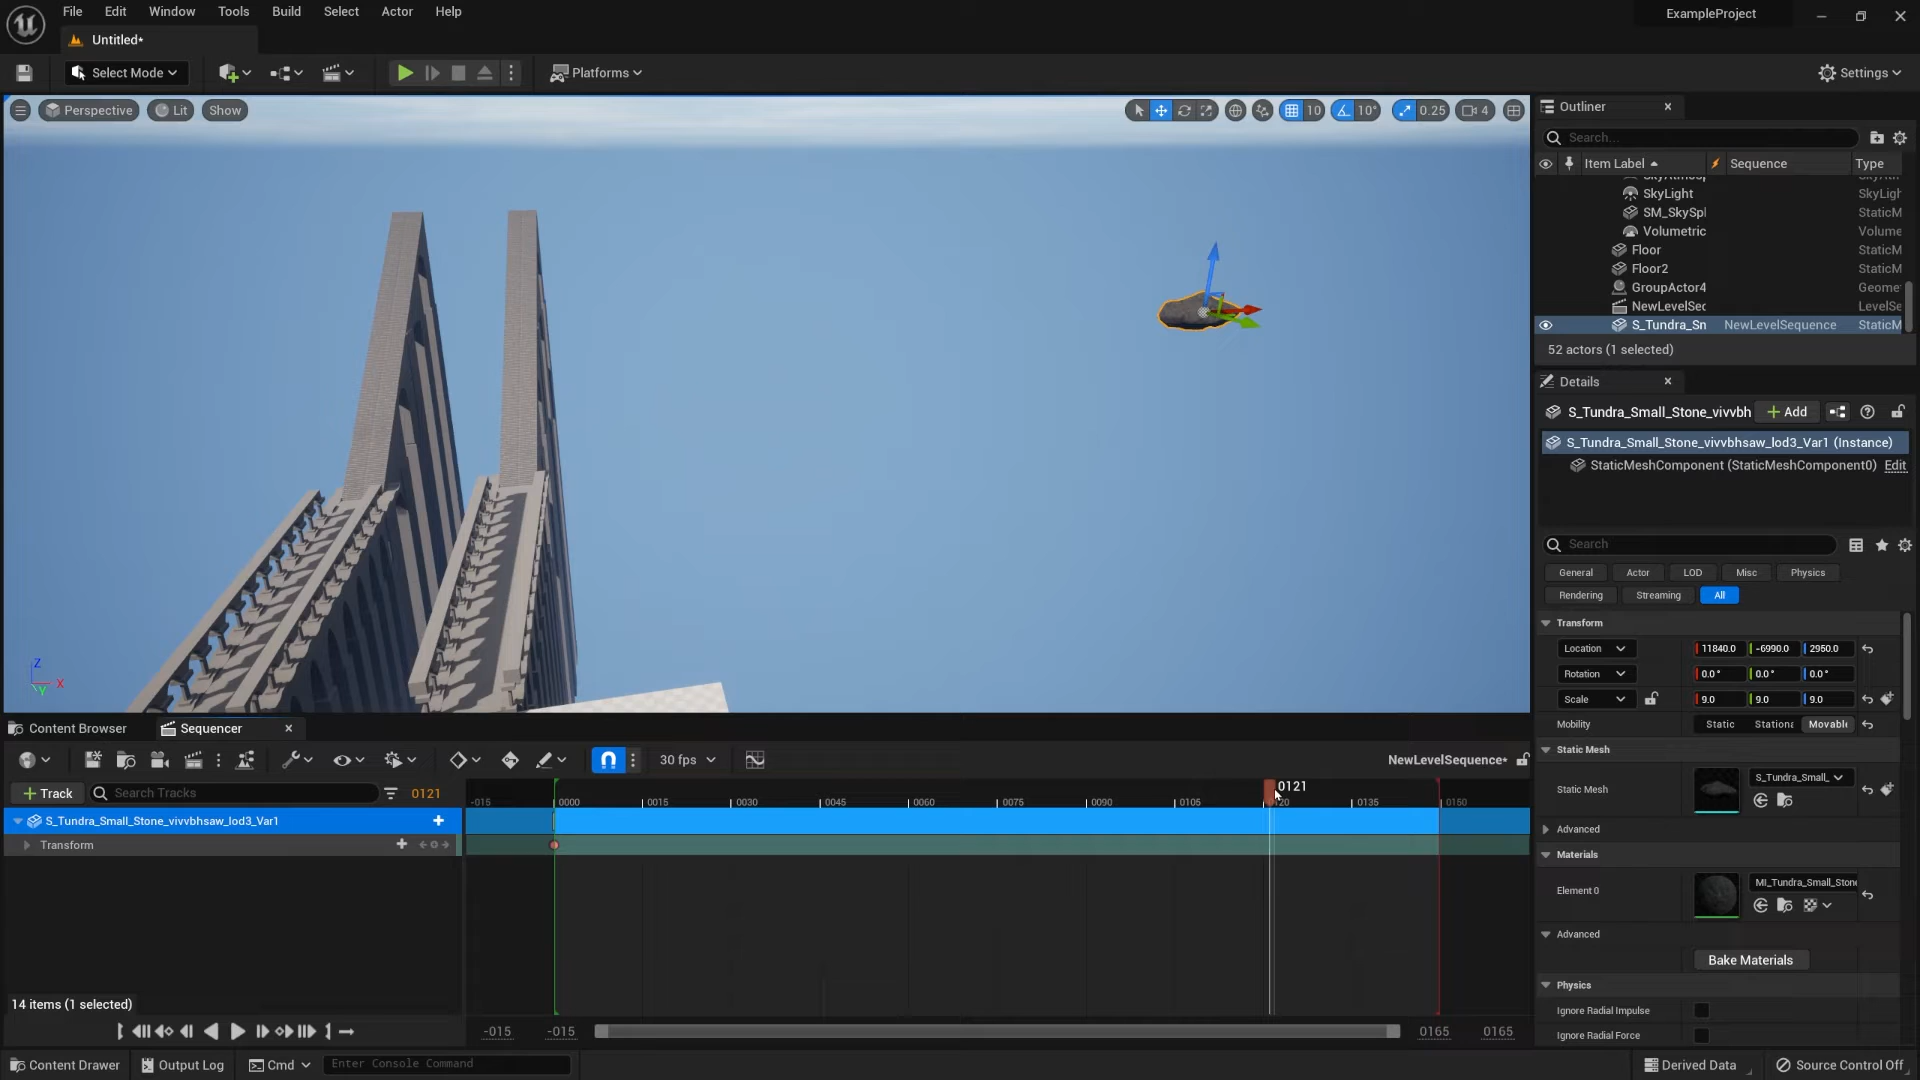 File Edit Window Tools Build Select Actor Help
ExampleProject
Untitled*
Select Mode
Platforms
Settings
Perspective Lit Show
10 10° 0.25 4
Outliner
Search...
Item Label Sequence Type
SkyLight SkyLigh
SM_SkySpl StaticM
Volumetric Volume
Floor StaticM
Floor2 StaticM
GroupActor4 Geome
NewLevelSec LevelSe
S_Tundra_Sn NewLevelSequence StaticM
52 actors (1 selected)
Details
S_Tundra_Small_Stone_vivvbh Add
S_Tundra_Small_Stone_vivvbhsaw_lod3_Var1 (Instance)
StaticMeshComponent (StaticMeshComponent0) Edit
Search
General Actor LOD Misc Physics
Rendering Streaming All
Transform
Location 11840.0 -6990.0 2950.0
Rotation 0.0° 0.0° 0.0°
Scale 9.0 9.0 9.0
Mobility Static Stationa Movable
Static Mesh
Static Mesh S_Tundra_Small_
Advanced
Materials
Element 0 MI_Tundra_Small_Stone
Advanced
Bake Materials
Physics
Ignore Radial Impulse
Ignore Radial Force
Z
X
Y
Content Browser Sequencer
30 fps NewLevelSequence*
+ Track Search Tracks 0121
0121
-015 0000 0015 0030 0045 0060 0075 0090 0105 0135 0150
S_Tundra_Small_Stone_vivvbhsaw_lod3_Var1
Transform
14 items (1 selected)
-015 -015 0165 0165
Content Drawer Output Log Cmd Enter Console Command
Derived Data Source Control Off